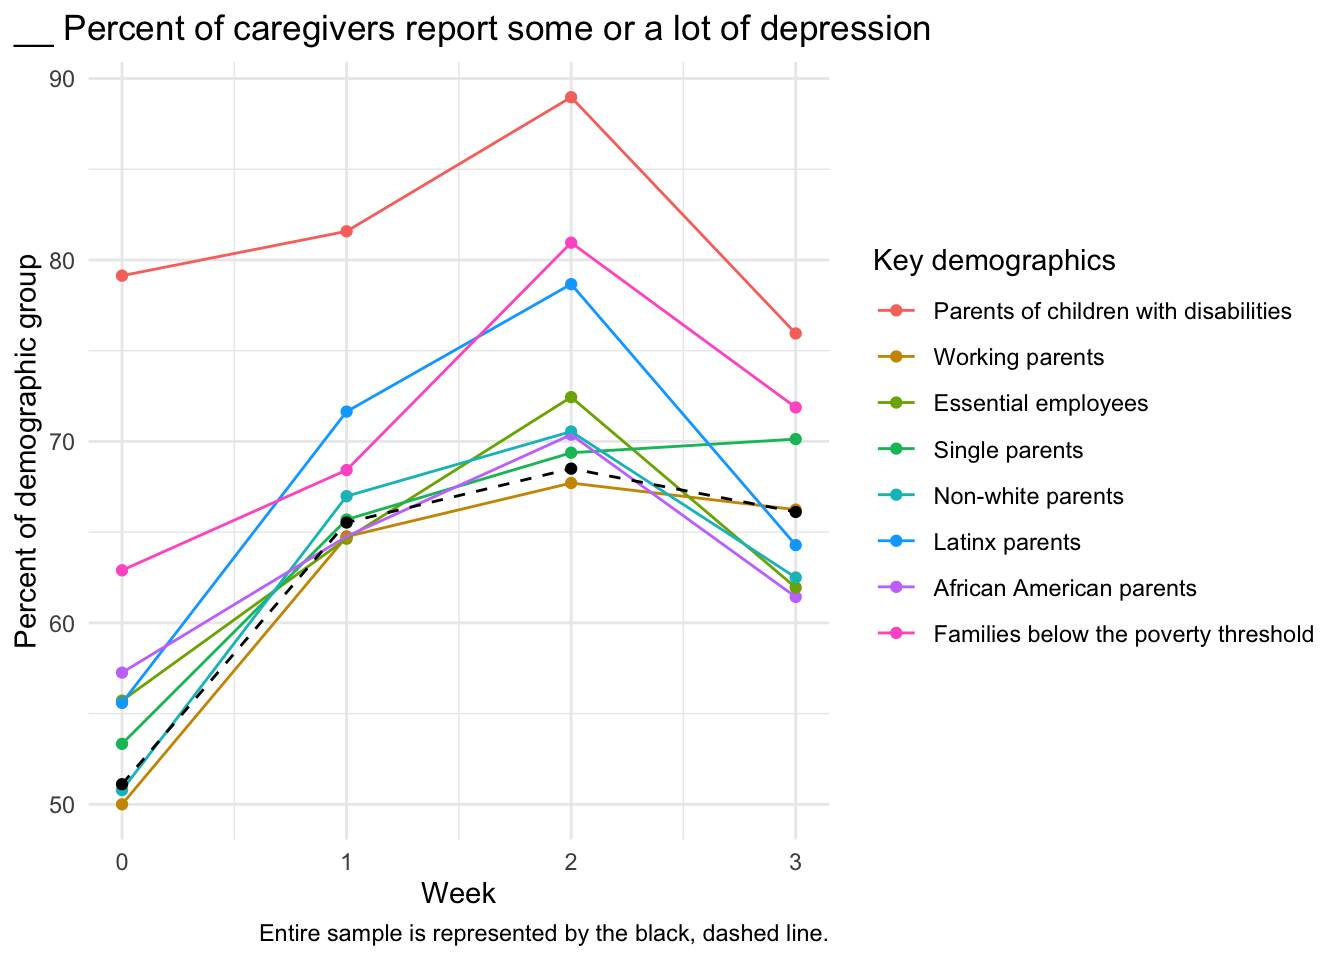 __ Percent of caregivers report some or a lot of depression
Percent of demographic group
90
80
70
60
50
0 1 2 3
Week
Key demographics
Parents of children with disabilities
Working parents
Essential employees
Single parents
Non-white parents
Latinx parents
African American parents
Families below the poverty threshold
Entire sample is represented by the black, dashed line.